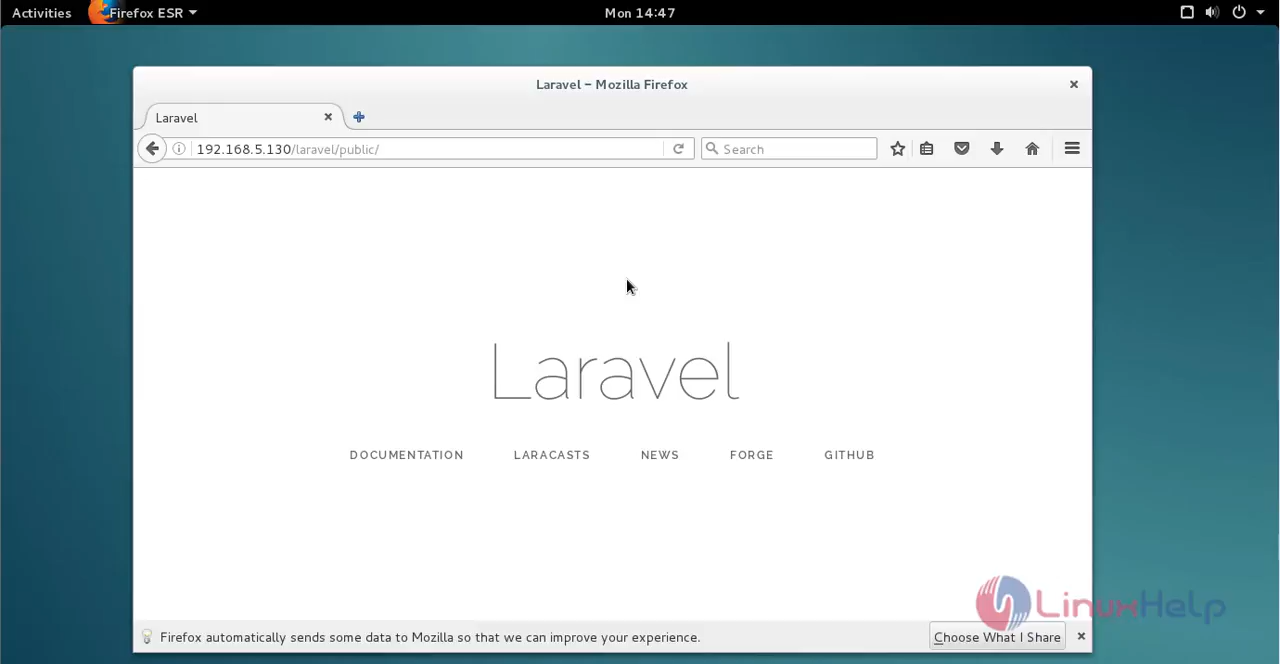 Activities Firefox ESR Mon 14:47
Laravel – Mozilla Firefox
Laravel
192.168.5.130/laravel/public/ Search
Laravel
DOCUMENTATION LARACASTS NEWS FORGE GITHUB
LinuxHelp
Firefox automatically sends some data to Mozilla so that we can improve your experience. Choose What I Share